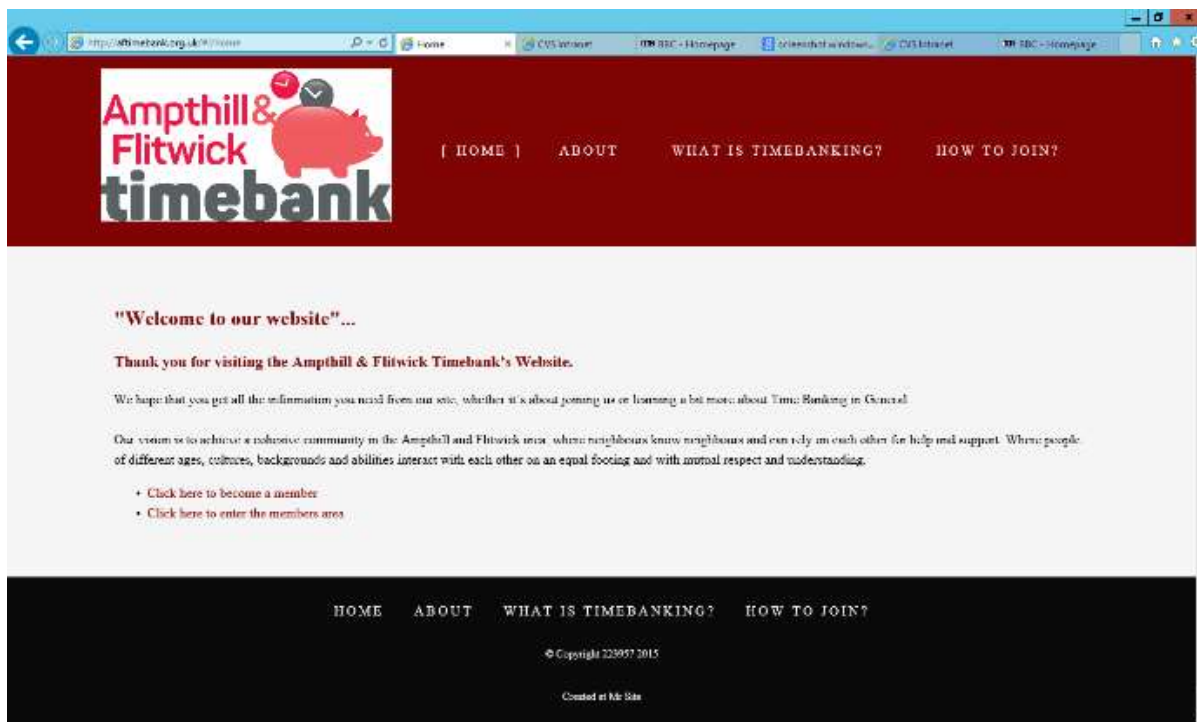 http://aftimebank.org.uk/#/home
Home
CVS Intranet
BBC - Homepage
CVS Intranet
BBC - Homepage
Ampthill &
Flitwick
timebank
[ HOME ]
ABOUT
WHAT IS TIMEBANKING?
HOW TO JOIN?
"Welcome to our website"...
Thank you for visiting the Ampthill & Flitwick Timebank's Website.
We hope that you get all the information you need from our site, whether it's about joining us or learning a bit more about Time Banking in General
Our vision is to achieve a cohesive community in the Ampthill and Flitwick area, where neighbours know neighbours and can rely on each other for help and support. Where people
of different ages, cultures, backgrounds and abilities interact with each other on an equal footing and with mutual respect and understanding.
• Click here to become a member
• Click here to enter the members area
HOME ABOUT WHAT IS TIMEBANKING? HOW TO JOIN?
© Copyright 223957 2015
Created at Mr Site